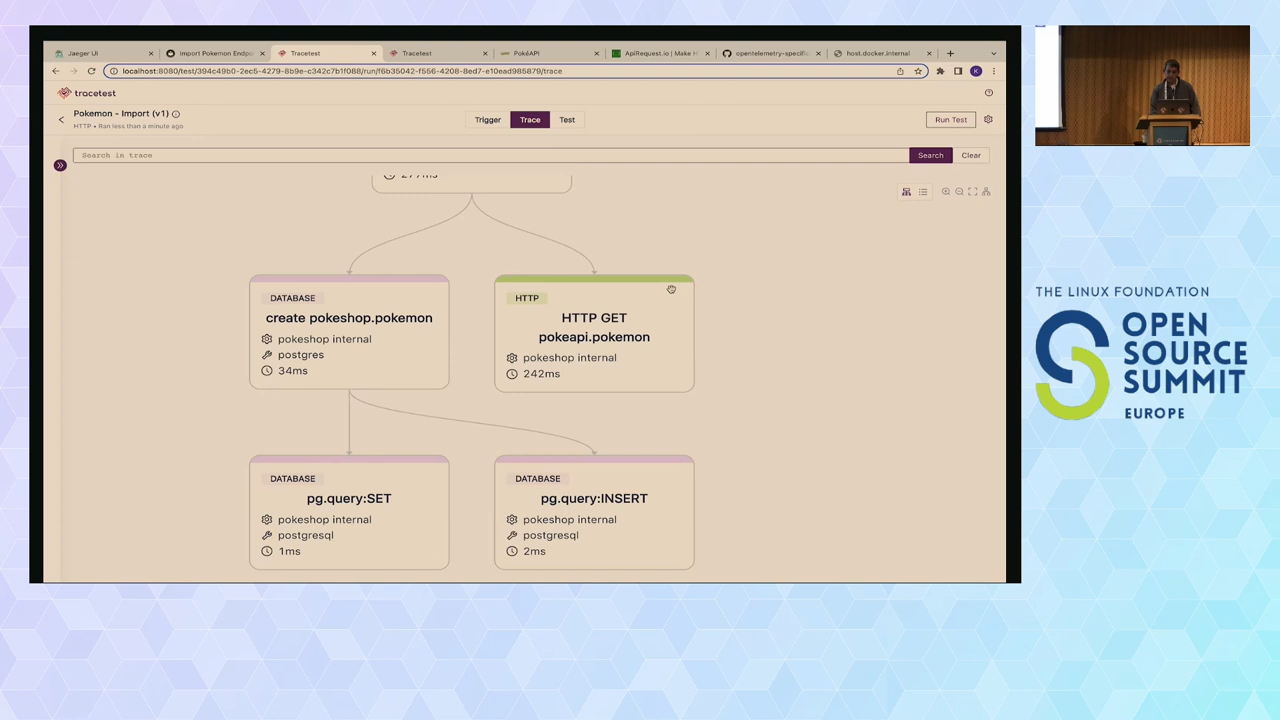 Jaeger UI
Import Pokemon Endpo
Tracetest
Tracetest
PokéAPI
ApiRequest.io | Make H
opentelemetry-specific
host.docker.internal
localhost:8080/test/394c49b0-2ec5-4279-8b9e-c342c7b1f088/run/f6b35042-f556-4208-8ed7-e10ead985879/trace
tracetest
Pokemon - Import (v1)
HTTP • Ran less than a minute ago
Trigger
Trace
Test
Run Test
Search in trace
Search
Clear
DATABASE
create pokeshop.pokemon
pokeshop internal
postgres
34ms
HTTP
HTTP GET
pokeapi.pokemon
pokeshop internal
242ms
DATABASE
pg.query:SET
pokeshop internal
postgresql
1ms
DATABASE
pg.query:INSERT
pokeshop internal
postgresql
2ms
THE LINUX FOUNDATION
OPEN
SOURCE
SUMMIT
EUROPE